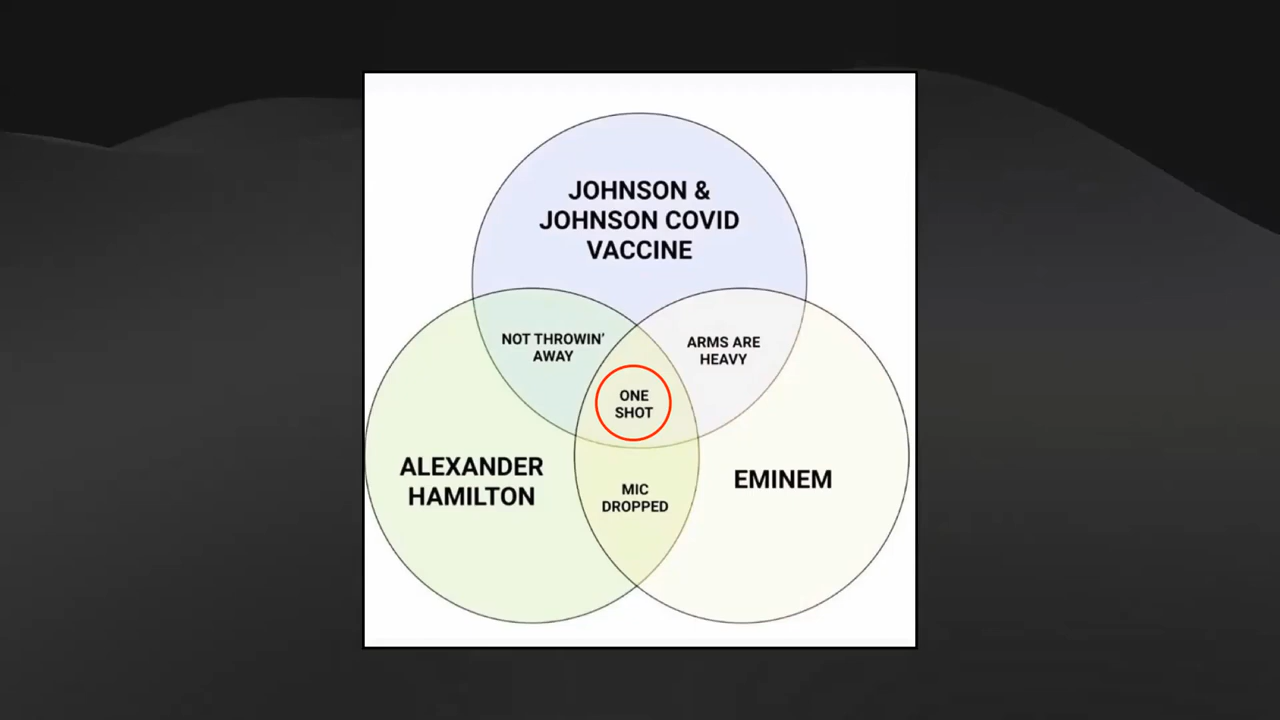 JOHNSON &
JOHNSON COVID
VACCINE
NOT THROWIN'
AWAY
ARMS ARE
HEAVY
ONE
SHOT
ALEXANDER
HAMILTON
EMINEM
MIC
DROPPED